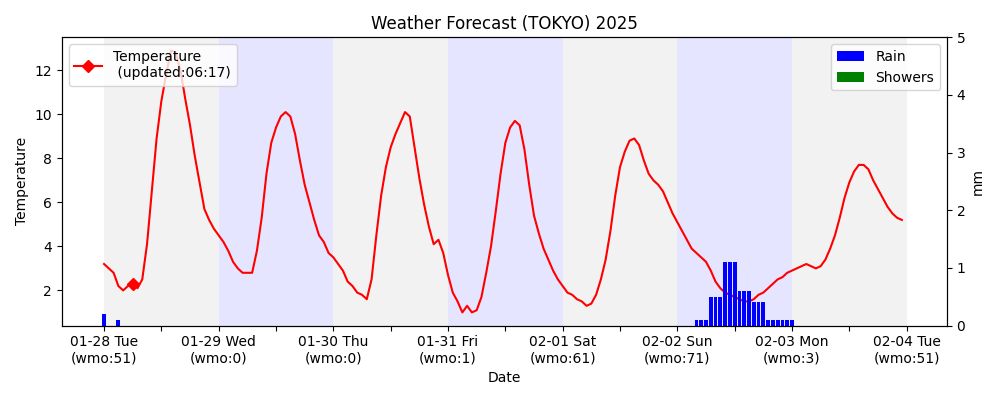 Weather Forecast (TOKYO) 2025
Temperature
(updated:06:17)
Rain
Showers
Temperature
12
10
8
6
4
2
5
4
3
2
1
0
mm
01-28 Tue
(wmo:51)
01-29 Wed
(wmo:0)
01-30 Thu
(wmo:0)
01-31 Fri
(wmo:1)
02-01 Sat
(wmo:61)
02-02 Sun
(wmo:71)
02-03 Mon
(wmo:3)
02-04 Tue
(wmo:51)
Date